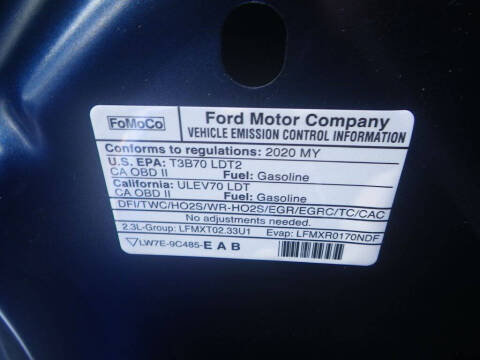 FoMoCo
Ford Motor Company
VEHICLE EMISSION CONTROL INFORMATION
Conforms to regulations: 2020 MY
U.S. EPA: T3B70 LDT2
CA OBD II Fuel: Gasoline
California: ULEV70 LDT
CA OBD II Fuel: Gasoline
DFI/TWC/HO2S/WR-HO2S/EGR/EGRC/TC/CAC
No adjustments needed.
2.3L-Group: LFMXT02.33U1 Evap: LFMXR0170NDF
LW7E-9C485-E A B